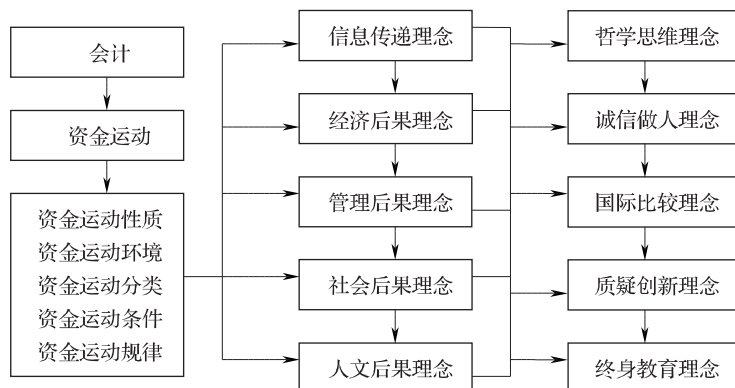 会计
资金运动
资金运动性质
资金运动环境
资金运动分类
资金运动条件
资金运动规律
信息传递理念
经济后果理念
管理后果理念
社会后果理念
人文后果理念
哲学思维理念
诚信做人理念
国际比较理念
质疑创新理念
终身教育理念